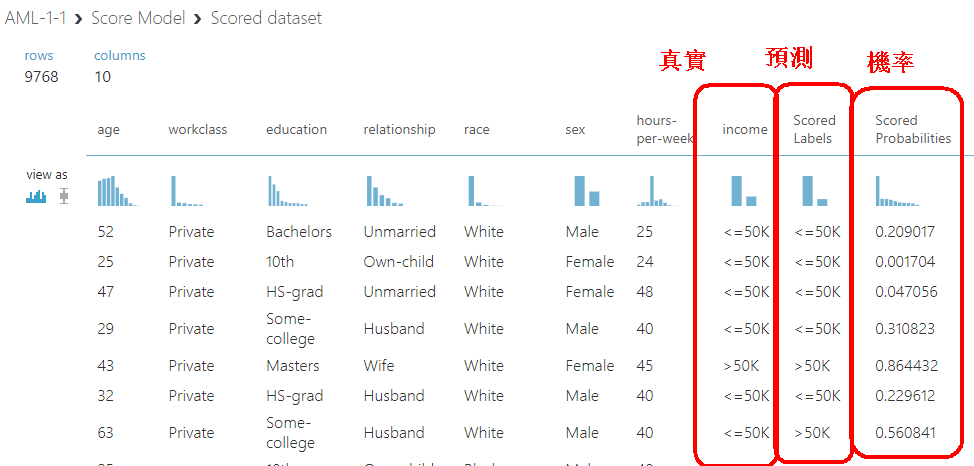 AML-1-1 ❯ Score Model ❯ Scored dataset
rows columns
9768 10
真實 預測 機率
age workclass education relationship race sex hours-per-week income Scored Labels Scored Probabilities
view as
52 Private Bachelors Unmarried White Male 25 <=50K <=50K 0.209017
25 Private 10th Own-child White Female 24 <=50K <=50K 0.001704
47 Private HS-grad Unmarried White Female 48 <=50K <=50K 0.047056
29 Private Some-college Husband White Male 40 <=50K <=50K 0.310823
43 Private Masters Wife White Female 45 >50K >50K 0.864432
32 Private HS-grad Husband White Male 40 <=50K <=50K 0.229612
63 Private Some-college Husband White Male 40 <=50K >50K 0.560841